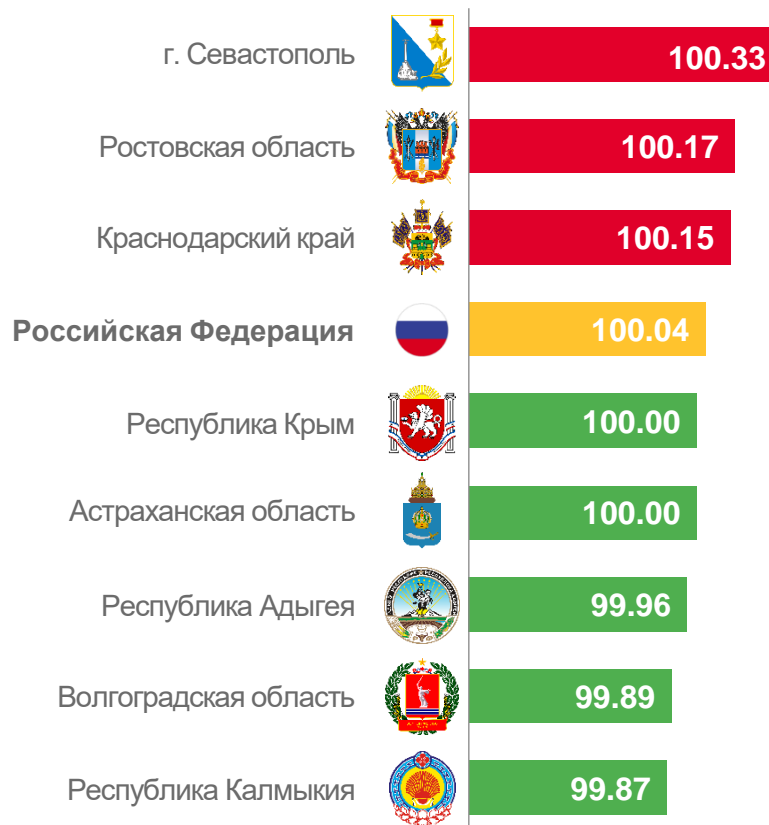 г. Севастополь 100.33
Ростовская область 100.17
Краснодарский край 100.15
Российская Федерация 100.04
Республика Крым 100.00
Астраханская область 100.00
Республика Адыгея 99.96
Волгоградская область 99.89
Республика Калмыкия 99.87